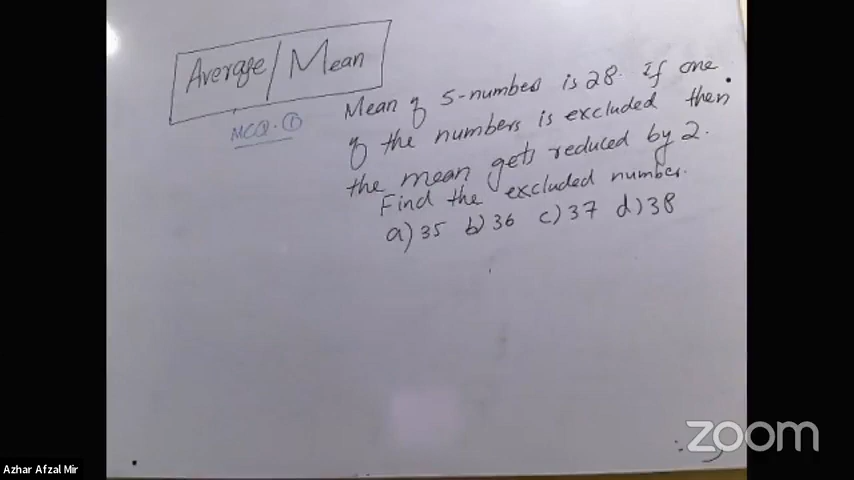 Average/Mean
MCQ. ①
Mean of 5-numbers is 28. If one
of the numbers is excluded then
the mean gets reduced by 2.
Find the excluded number.
a) 35 b) 36 c) 37 d) 38
zoom
Azhar Afzal Mir